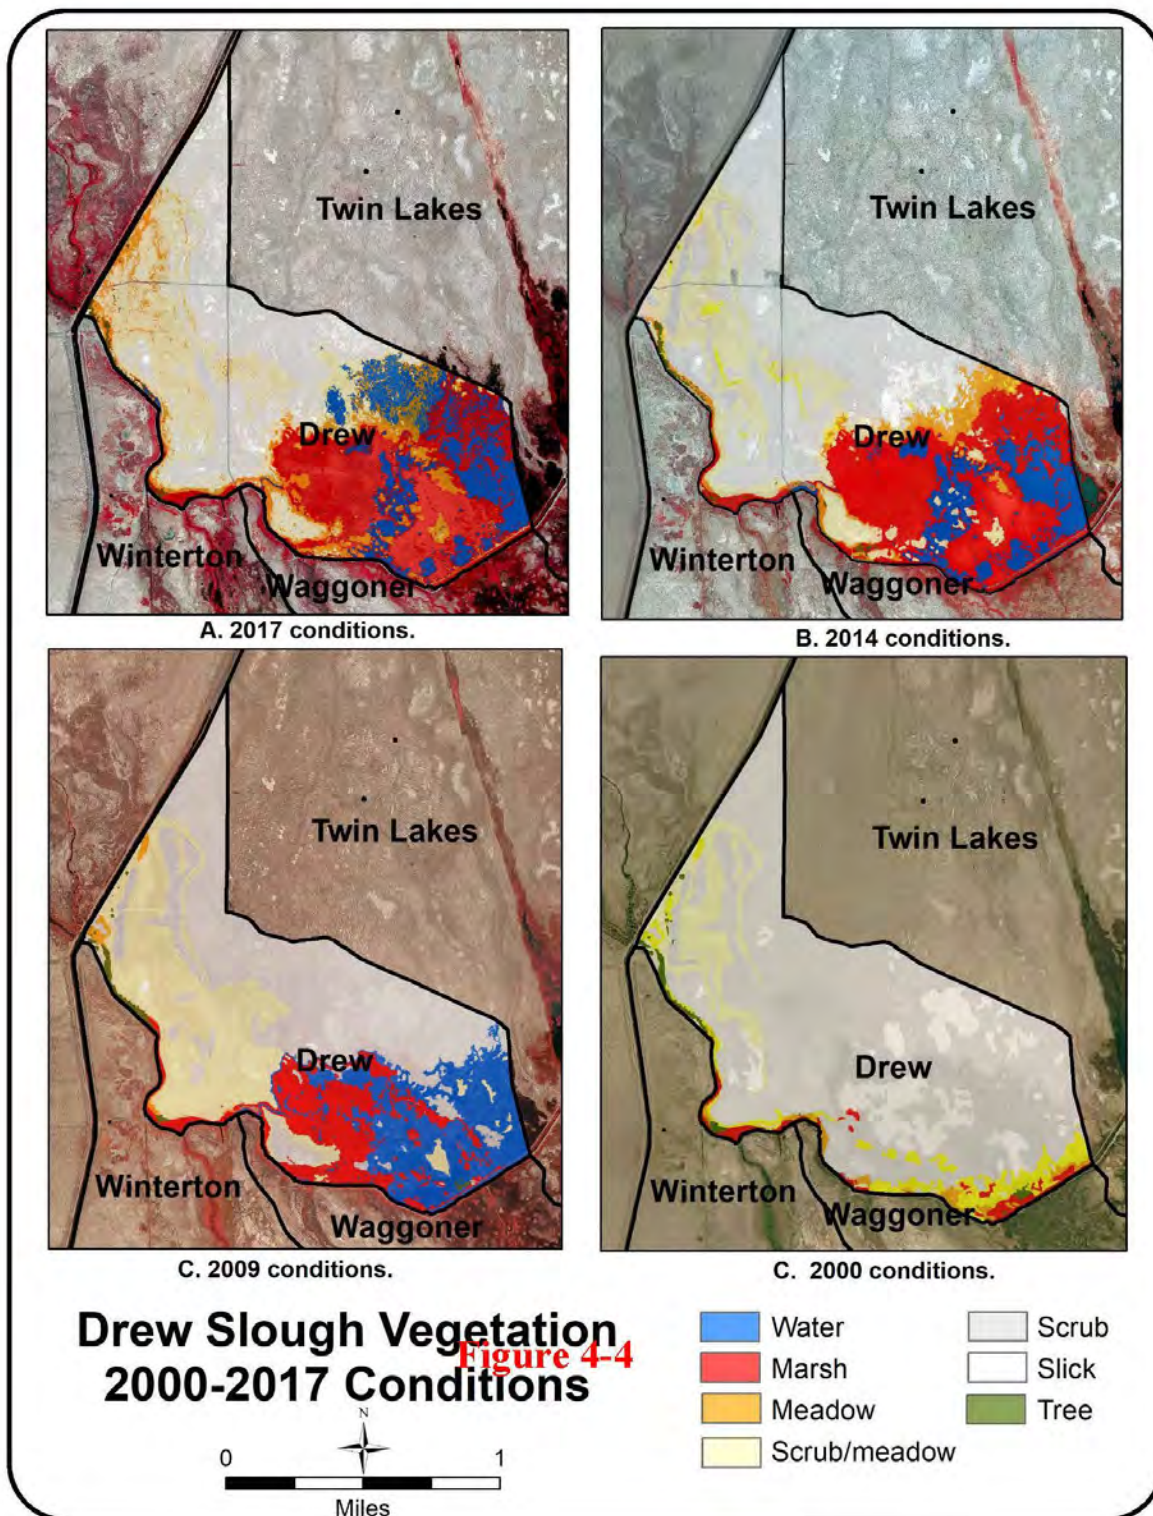 Twin Lakes
Drew
Winterton
Waggoner
A. 2017 conditions.
Twin Lakes
Drew
Winterton
Waggoner
B. 2014 conditions.
Twin Lakes
Drew
Winterton
Waggoner
C. 2009 conditions.
Twin Lakes
Drew
Winterton
Waggoner
C. 2000 conditions.
Drew Slough Vegetation
2000-2017 Conditions
Figure 4-4
N
0 1
Miles
Water
Marsh
Meadow
Scrub/meadow
Scrub
Slick
Tree